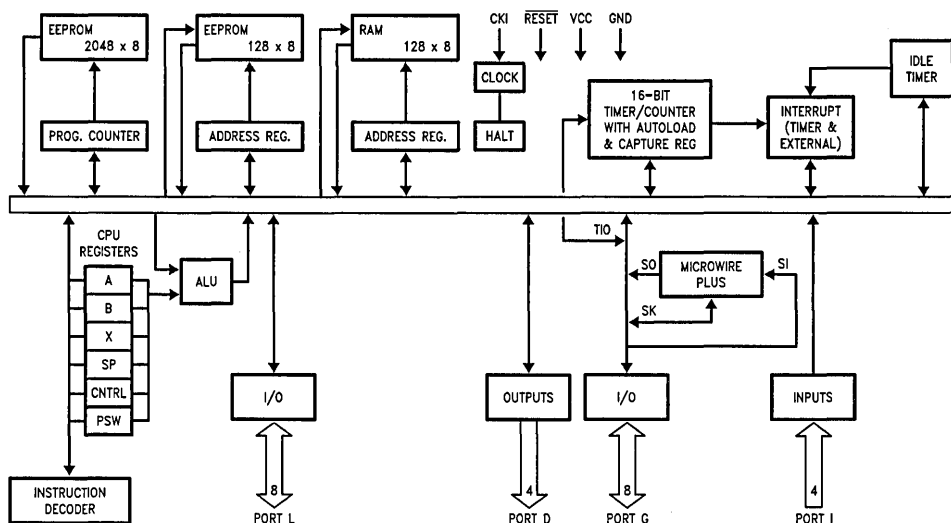 EEPROM
2048 x 8
EEPROM
128 x 8
RAM
128 x 8
CKI
RESET
VCC
GND
CLOCK
HALT
PROG. COUNTER
ADDRESS REG.
ADDRESS REG.
16-BIT
TIMER/COUNTER
WITH AUTOLOAD
& CAPTURE REG
INTERRUPT
(TIMER &
EXTERNAL)
IDLE
TIMER
CPU
REGISTERS
A
B
X
SP
CNTRL
PSW
ALU
TIO
SO
MICROWIRE
PLUS
SI
SK
I/O
OUTPUTS
I/O
INPUTS
INSTRUCTION
DECODER
8
4
8
4
PORT L
PORT D
PORT G
PORT I